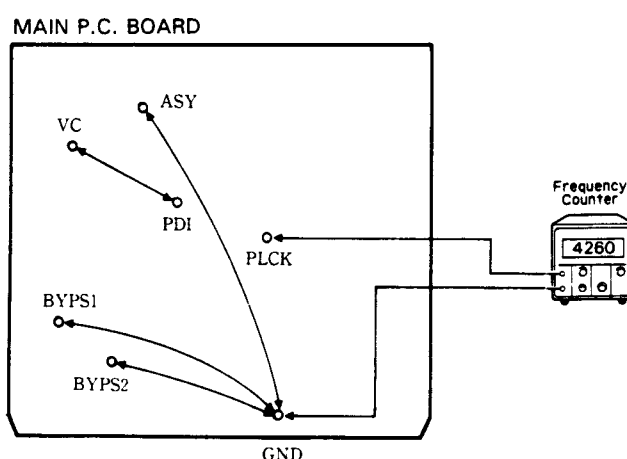 MAIN P.C. BOARD
ASY
VC
PDI
PLCK
Frequency
Counter
4260
BYPS1
BYPS2
GND